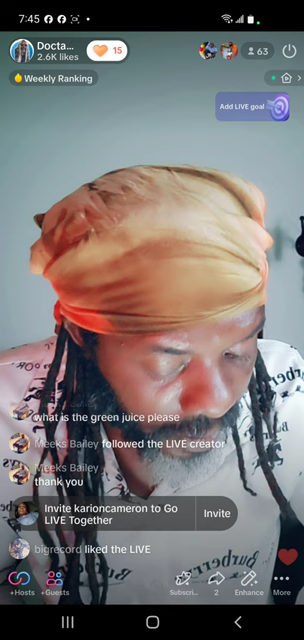 7:45
Docta...
2.6K likes
15
63
Weekly Ranking
Add LIVE goal
what is the green juice please
Meeks Bailey followed the LIVE creator
Meeks Bailey
thank you
Invite karioncameron to Go
LIVE Together
Invite
bigrecord liked the LIVE
+Hosts
+Guests
Subscri...
2
Enhance
More